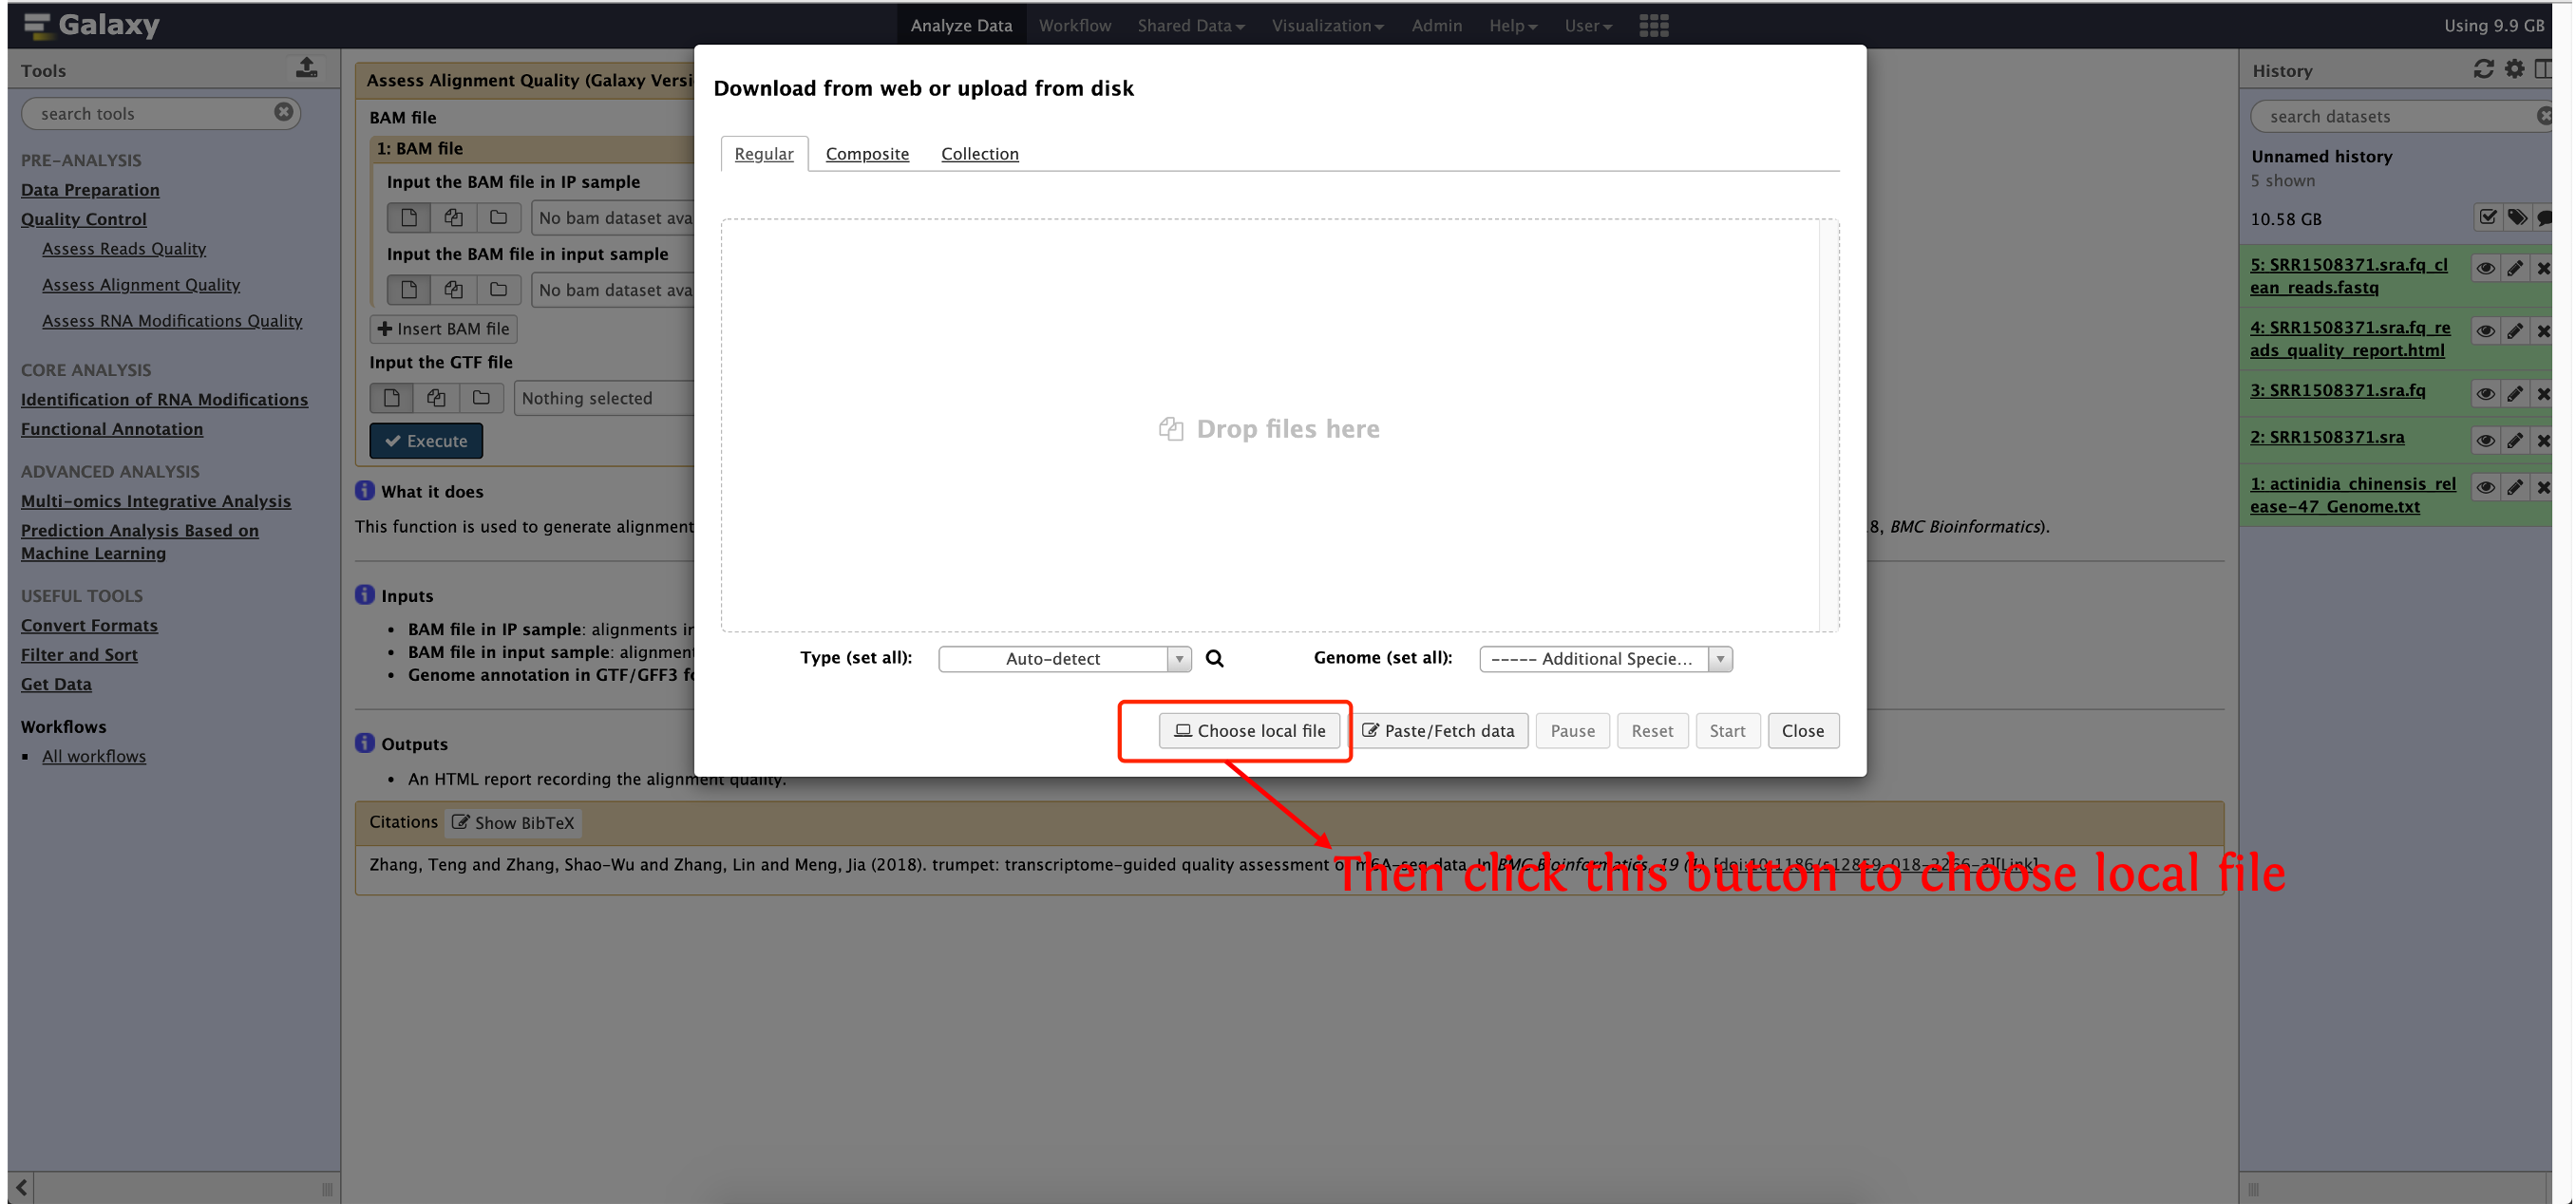 Galaxy
Analyze Data
Workflow
Shared Data
Visualization
Admin
Help
User
Using 9.9 GB
Tools
search tools
PRE-ANALYSIS
Data Preparation
Quality Control
Assess Reads Quality
Assess Alignment Quality
Assess RNA Modifications Quality
CORE ANALYSIS
Identification of RNA Modifications
Functional Annotation
ADVANCED ANALYSIS
Multi-omics Integrative Analysis
Prediction Analysis Based on
Machine Learning
USEFUL TOOLS
Convert Formats
Filter and Sort
Get Data
Workflows
All workflows
Assess Alignment Quality (Galaxy Versi
BAM file
1: BAM file
Input the BAM file in IP sample
No bam dataset ava
Input the BAM file in input sample
No bam dataset ava
Insert BAM file
Input the GTF file
Nothing selected
Execute
What it does
This function is used to generate alignment
8, BMC Bioinformatics).
Inputs
• BAM file in IP sample: alignments in
• BAM file in input sample: alignment
• Genome annotation in GTF/GFF3 fo
Outputs
• An HTML report recording the alignment quality.
Citations
Show BibTeX
Zhang, Teng and Zhang, Shao-Wu and Zhang, Lin and Meng, Jia (2018). trumpet: transcriptome-guided quality assessment of m6A-seq data. In BMC Bioinformatics, 19 (1). [doi:10.1186/s12859-018-2266-3][Link]
Download from web or upload from disk
Regular
Composite
Collection
Drop files here
Type (set all):
Auto-detect
Genome (set all):
----- Additional Specie...
Choose local file
Paste/Fetch data
Pause
Reset
Start
Close
Then click this button to choose local file
History
search datasets
Unnamed history
5 shown
10.58 GB
5: SRR1508371.sra.fq_cl
ean_reads.fastq
4: SRR1508371.sra.fq_re
ads_quality_report.html
3: SRR1508371.sra.fq
2: SRR1508371.sra
1: actinidia_chinensis_rel
ease-47_Genome.txt